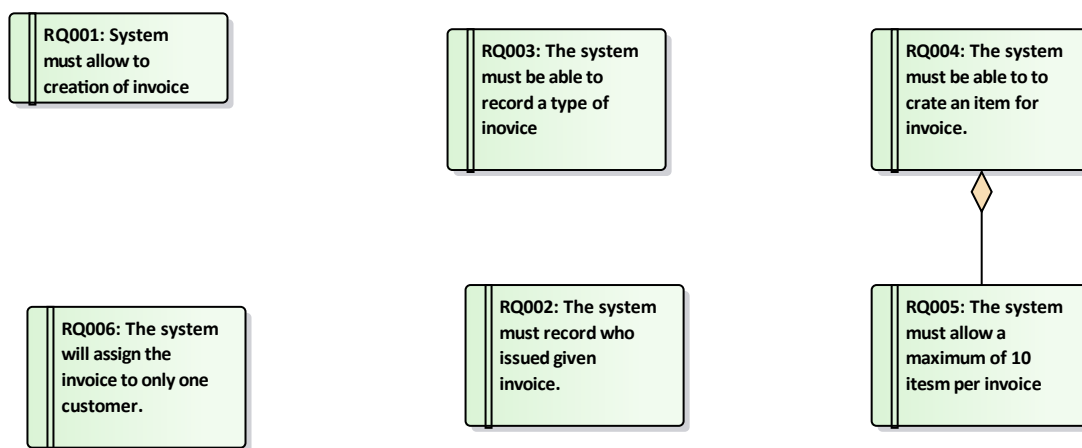 RQ001: System
must allow to
creation of invoice
RQ003: The system
must be able to
record a type of
inovice
RQ004: The system
must be able to to
crate an item for
invoice.
RQ006: The system
will assign the
invoice to only one
customer.
RQ002: The system
must record who
issued given
invoice.
RQ005: The system
must allow a
maximum of 10
itesm per invoice